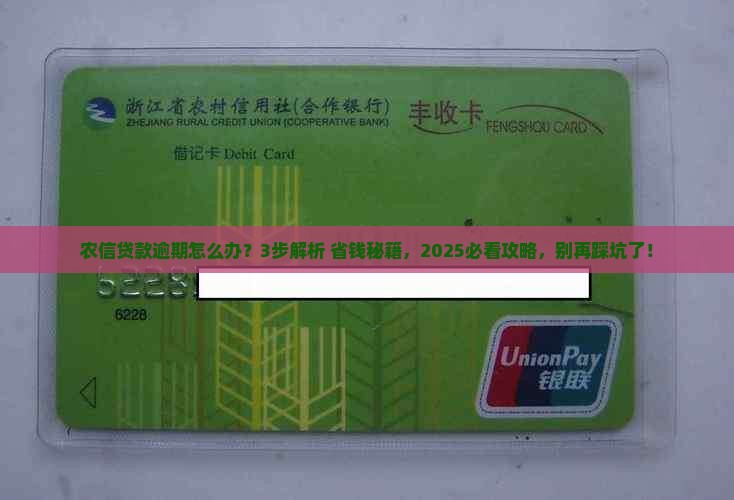 浙江省农村信用社(合作银行)
ZHEJIANG RURAL CREDIT UNION (COOPERATIVE BANK)
丰收卡
FENGSHOU CARD
借记卡 Debit Card
农信贷款逾期怎么办？3步解析 省钱秘籍，2025必看攻略，别再踩坑了！
6228
6228
UnionPay
银联